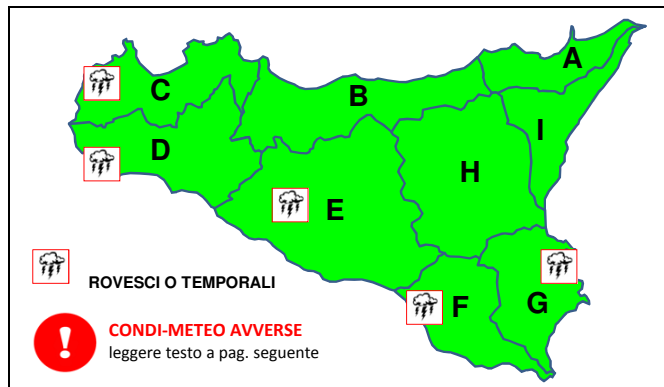 A
C
B
I
D
H
E
G
F
ROVESCI O TEMPORALI
! CONDI-METEO AVVERSE
leggere testo a pag. seguente